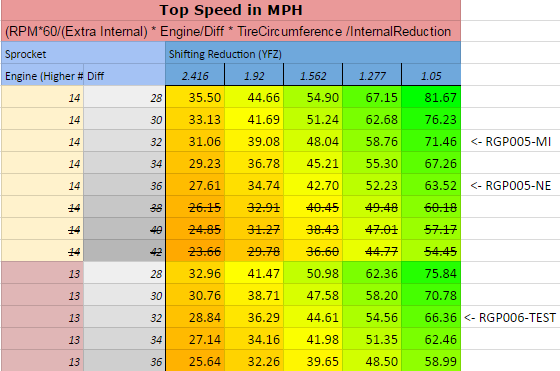 Top Speed in MPH
(RPM*60/(Extra Internal) * Engine/Diff * TireCircumference /InternalReduction
Sprocket Shifting Reduction (YFZ)
Engine (Higher # Diff 2.416 1.92 1.562 1.277 1.05
14 28 35.50 44.66 54.90 67.15 81.67
14 30 33.13 41.69 51.24 62.68 76.23
14 32 31.06 39.08 48.04 58.76 71.46 <- RGP005-MI
14 34 29.23 36.78 45.21 55.30 67.26
14 36 27.61 34.74 42.70 52.23 63.52 <- RGP005-NE
14 38 26.15 32.91 40.45 49.48 60.18
14 40 24.85 31.27 38.43 47.01 57.17
14 42 23.66 29.78 36.60 44.77 54.45
13 28 32.96 41.47 50.98 62.36 75.84
13 30 30.76 38.71 47.58 58.20 70.78
13 32 28.84 36.29 44.61 54.56 66.36 <- RGP006-TEST
13 34 27.14 34.16 41.98 51.35 62.46
13 36 25.64 32.26 39.65 48.50 58.99